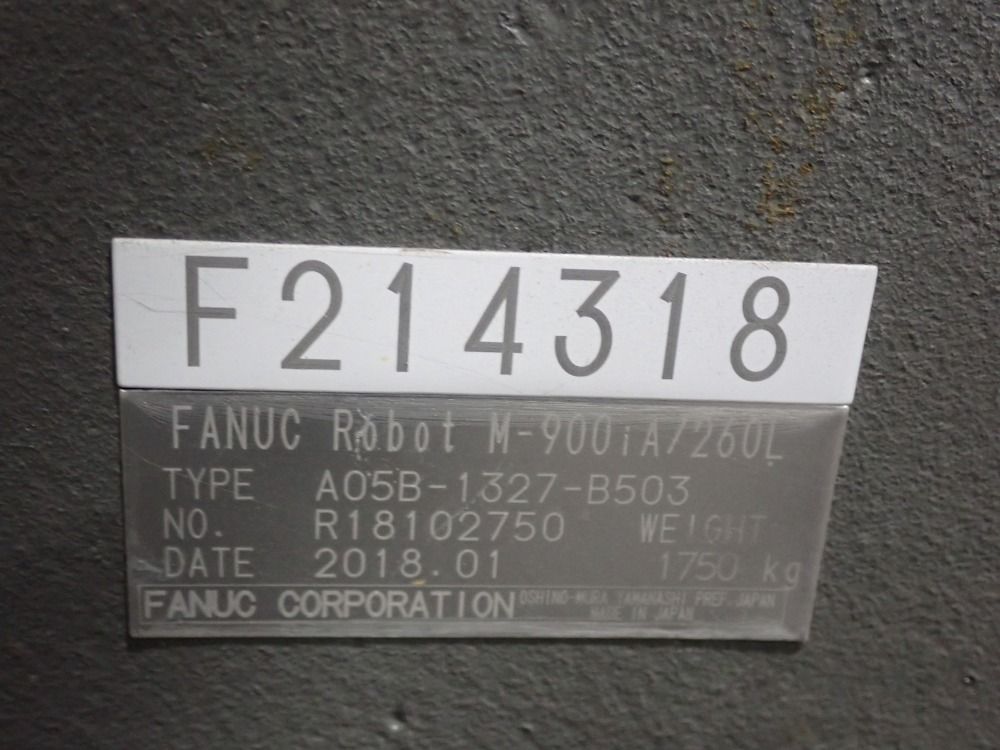 F214318
FANUC Robot M-900iA/260L
TYPE A05B-1327-B503
NO. R18102750 WEIGHT
DATE 2018.01 1750 kg
FANUC CORPORATION OSHINO-MURA, YAMANASHI PREF. JAPAN
MADE IN JAPAN